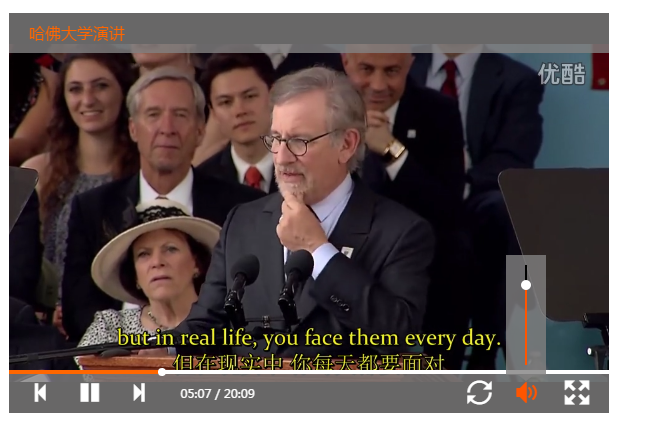 哈佛大学演讲
优酷
but in real life, you face them every day.
但在现实中 你每天都要面对
05:07 / 20:09